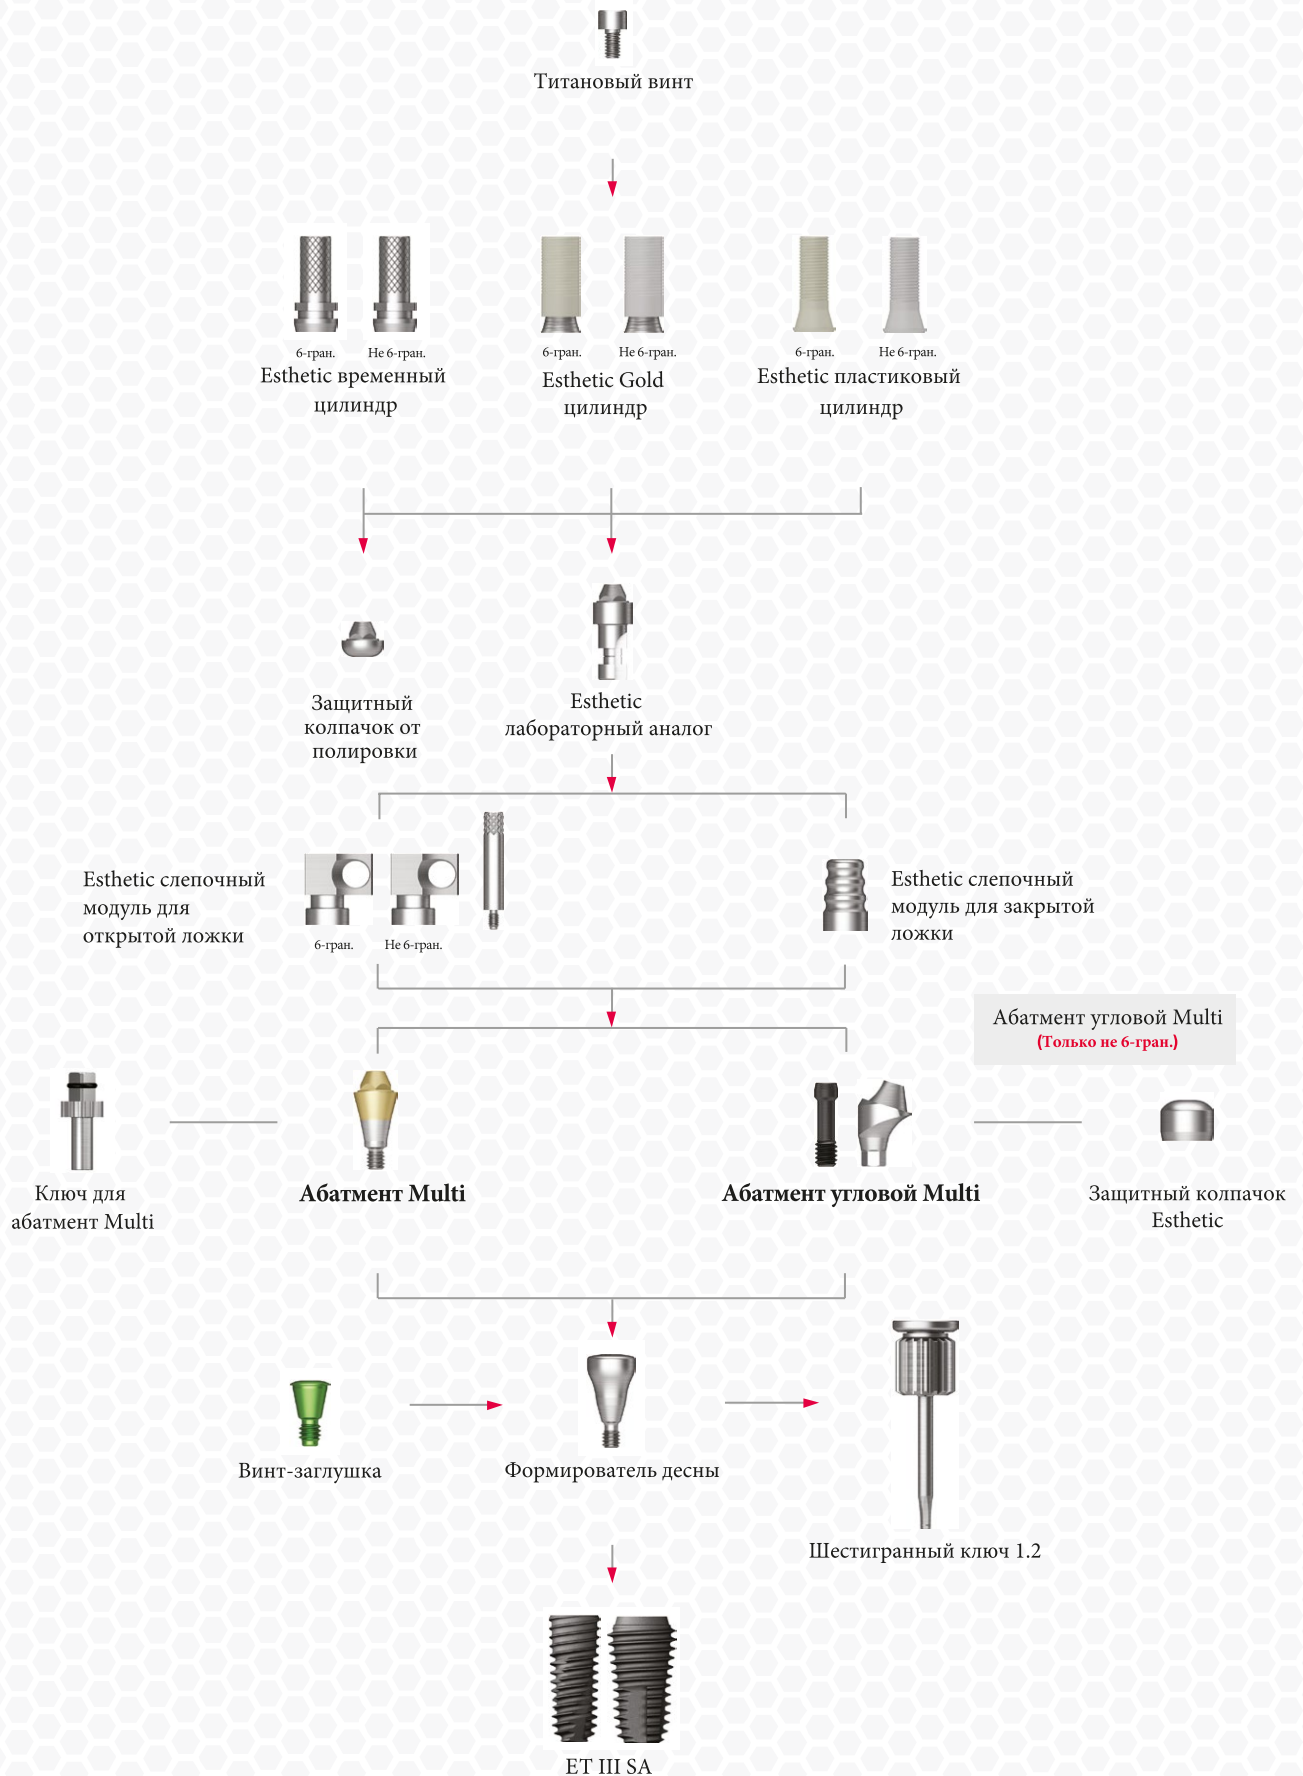 Титановый винт
6-гран.
Не 6-гран.
Esthetic временный
цилиндр
6-гран.
Не 6-гран.
Esthetic Gold
цилиндр
6-гран.
Не 6-гран.
Esthetic пластиковый
цилиндр
Защитный
колпачок от
полировки
Esthetic
лабораторный аналог
Esthetic слепочный
модуль для
открытой ложки
6-гран.
Не 6-гран.
Esthetic слепочный
модуль для закрытой
ложки
Абатмент угловой Multi
(Только не 6-гран.)
Ключ для
абатмент Multi
Абатмент Multi
Абатмент угловой Multi
Защитный колпачок
Esthetic
Винт-заглушка
Формирователь десны
Шестигранный ключ 1.2
ET III SA